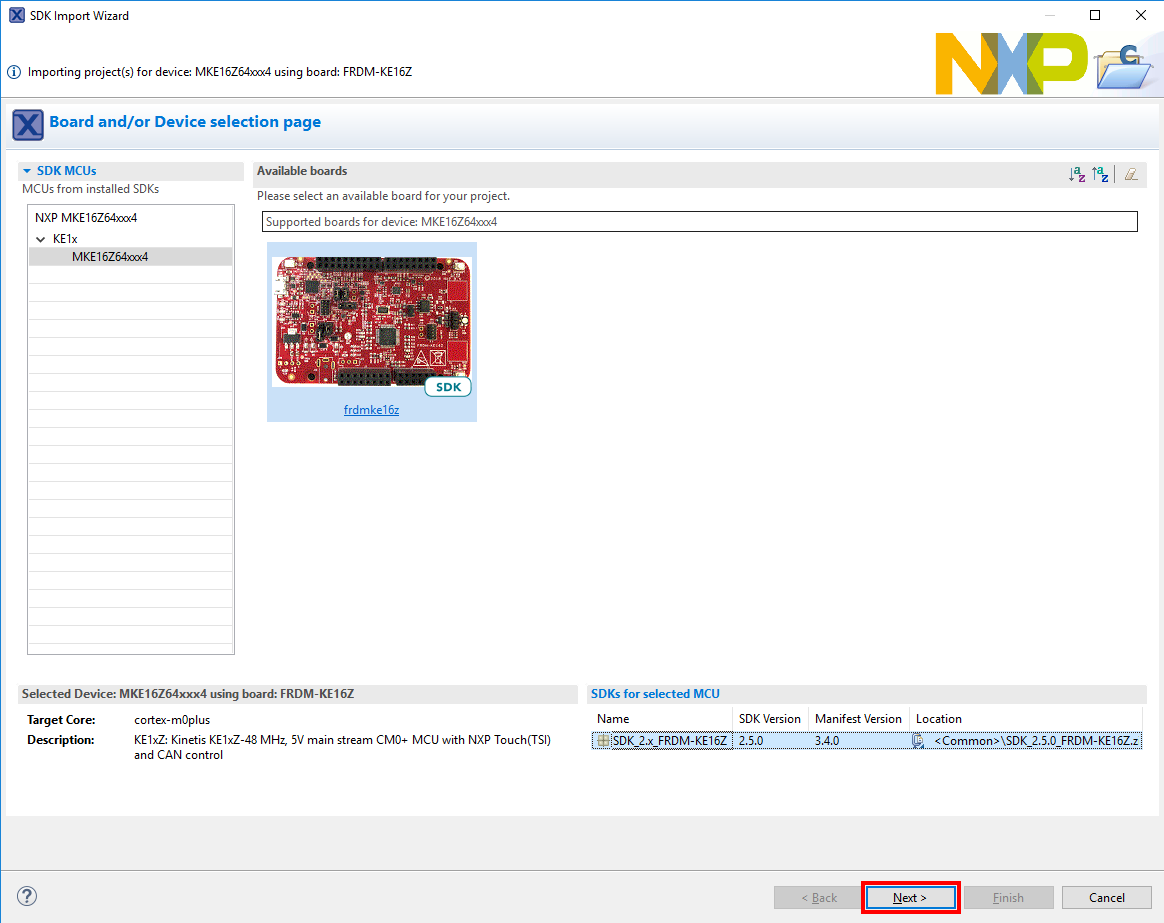 SDK Import Wizard
Importing project(s) for device: MKE16Z64xxx4 using board: FRDM-KE16Z
NXP
C
Board and/or Device selection page
SDK MCUs
MCUs from installed SDKs
NXP MKE16Z64xxx4
KE1x
MKE16Z64xxx4
Available boards
Please select an available board for your project.
Supported boards for device: MKE16Z64xxx4
SDK
frdmke16z
Selected Device: MKE16Z64xxx4 using board: FRDM-KE16Z
Target Core: cortex-m0plus
Description: KE1xZ: Kinetis KE1xZ-48 MHz, 5V main stream CM0+ MCU with NXP Touch(TSI)
and CAN control
SDKs for selected MCU
Name SDK Version Manifest Version Location
SDK_2.x_FRDM-KE16Z 2.5.0 3.4.0 <Common>\SDK_2.5.0_FRDM-KE16Z.z
< Back Next > Finish Cancel